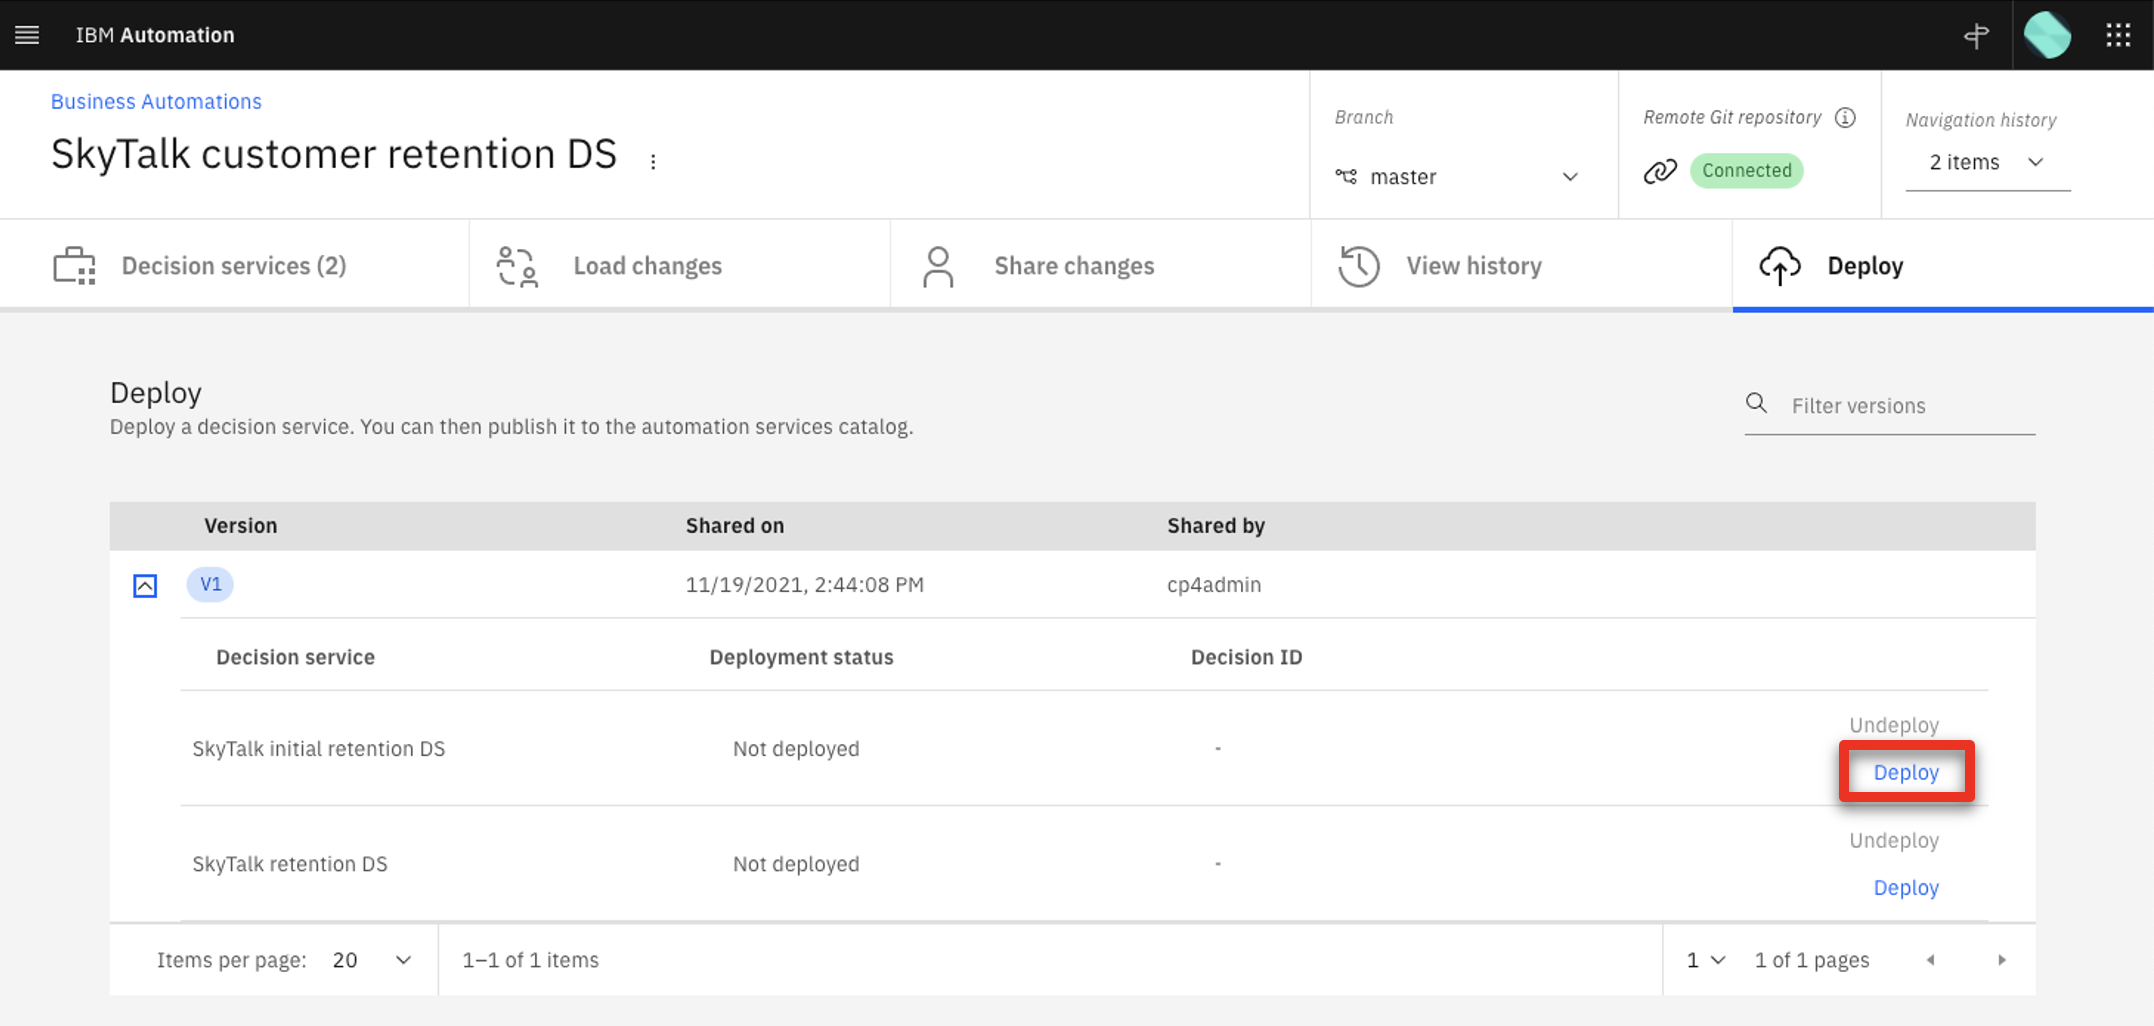 IBM Automation
Business Automations
SkyTalk customer retention DS
Branch
master
Remote Git repository
Connected
Navigation history
2 items
Decision services (2)
Load changes
Share changes
View history
Deploy
Deploy
Deploy a decision service. You can then publish it to the automation services catalog.
Filter versions
Version Shared on Shared by
V1 11/19/2021, 2:44:08 PM cp4admin
Decision service Deployment status Decision ID
Undeploy
SkyTalk initial retention DS Not deployed -
Deploy
Undeploy
SkyTalk retention DS Not deployed -
Deploy
Items per page: 20 1–1 of 1 items 1 1 of 1 pages